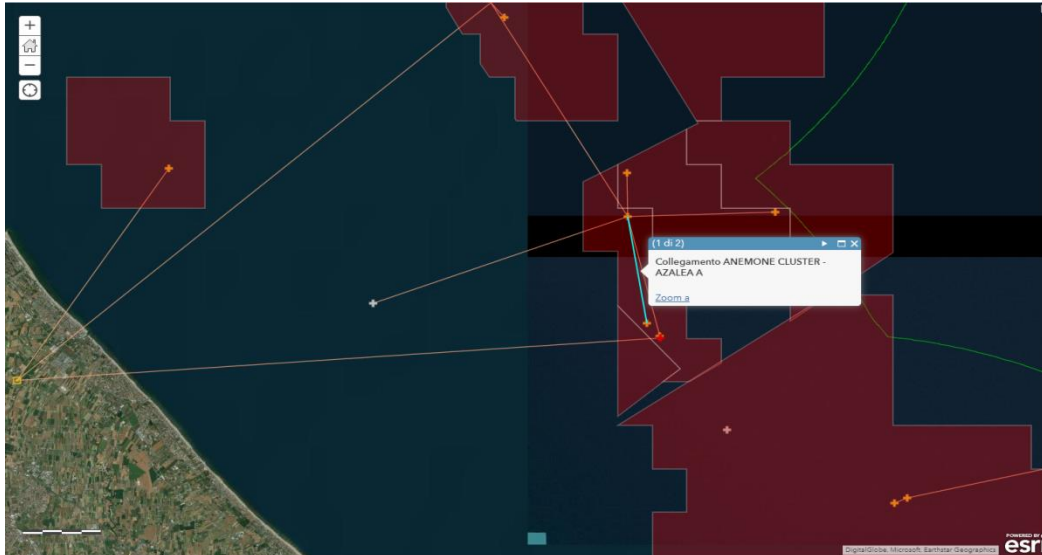 (1 di 2)
Collegamento ANEMONE CLUSTER -
AZALEA A
Zoom a
DigitalGlobe, Microsoft, Earthstar Geographics
POWERED BY
esri